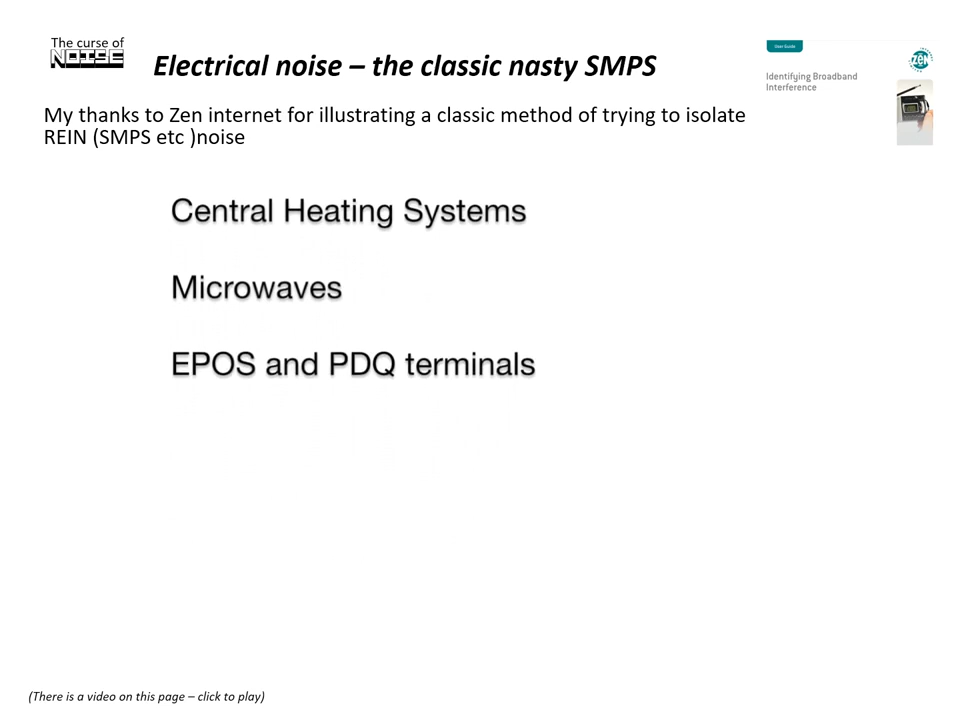 The curse of
NOISE
Electrical noise – the classic nasty SMPS
User Guide
zen
Identifying Broadband
Interference
My thanks to Zen internet for illustrating a classic method of trying to isolate
REIN (SMPS etc )noise
Central Heating Systems
Microwaves
EPOS and PDQ terminals
(There is a video on this page – click to play)